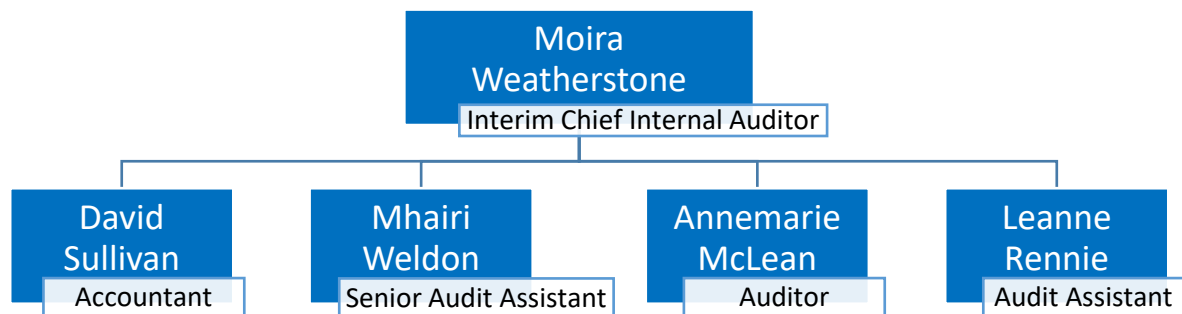 Moira
Weatherstone
Interim Chief Internal Auditor
David
Sullivan
Accountant
Mhairi
Weldon
Senior Audit Assistant
Annemarie
McLean
Auditor
Leanne
Rennie
Audit Assistant